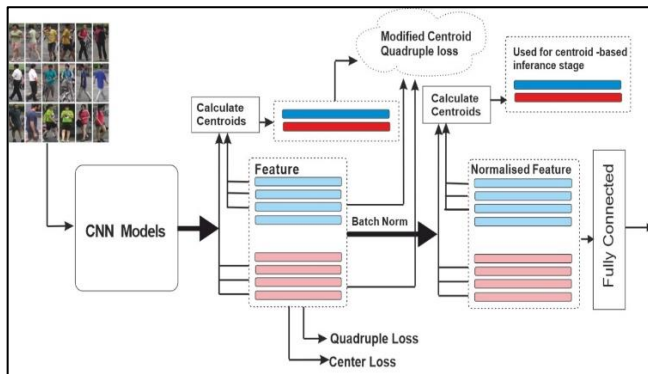 Modified Centroid
Quadruple loss
Used for centroid -based
inferance stage
Calculate
Centroids
Calculate
Centroids
Feature
Normalised Feature
CNN Models
Batch Norm
Fully Connected
Quadruple Loss
Center Loss